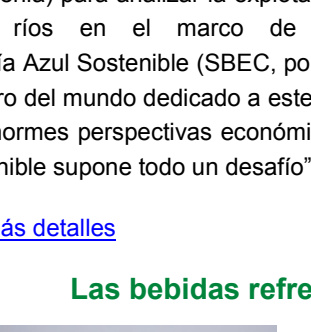 enia) para analizar la explota
ríos en el marco de
ía Azul Sostenible (SBEC, po
ro del mundo dedicado a este
normes perspectivas económi
nible supone todo un desafío”
ás detalles
Las bebidas refre